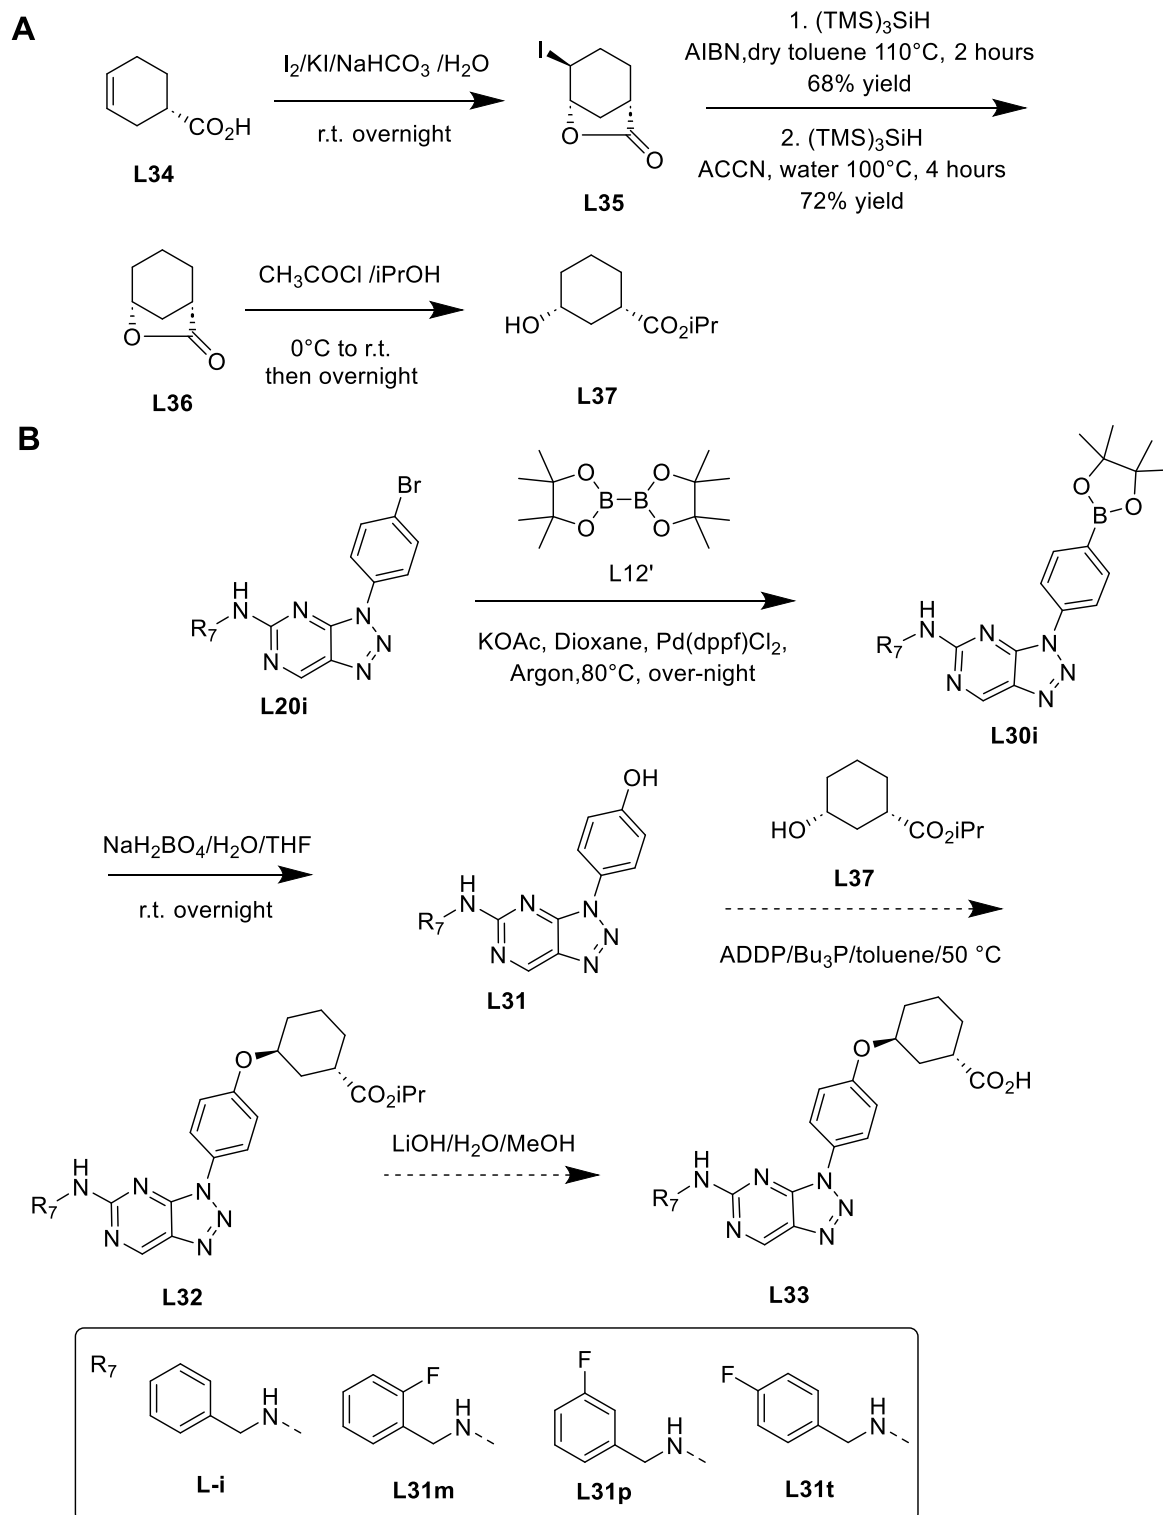 A
I₂/KI/NaHCO₃ /H₂O
r.t. overnight
CO₂H
L34
I
O
O
L35
1. (TMS)₃SiH
AIBN,dry toluene 110°C, 2 hours
68% yield
2. (TMS)₃SiH
ACCN, water 100°C, 4 hours
72% yield
O
O
L36
CH₃COCl /iPrOH
0°C to r.t.
then overnight
HO
CO₂iPr
L37
B
Br
H
N
R₇
N
N
N
N
N
L20i
O
O
B
B
O
O
L12'
KOAc, Dioxane, Pd(dppf)Cl₂,
Argon,80°C, over-night
O
B
O
H
N
R₇
N
N
N
N
N
L30i
NaH₂BO₄/H₂O/THF
r.t. overnight
OH
H
N
R₇
N
N
N
N
N
L31
HO
CO₂iPr
L37
ADDP/Bu₃P/toluene/50 °C
O
CO₂iPr
H
N
R₇
N
N
N
N
N
L32
LiOH/H₂O/MeOH
O
CO₂H
H
N
R₇
N
N
N
N
N
L33
R₇
H
N
L-i
F
H
N
L31m
F
H
N
L31p
F
H
N
L31t